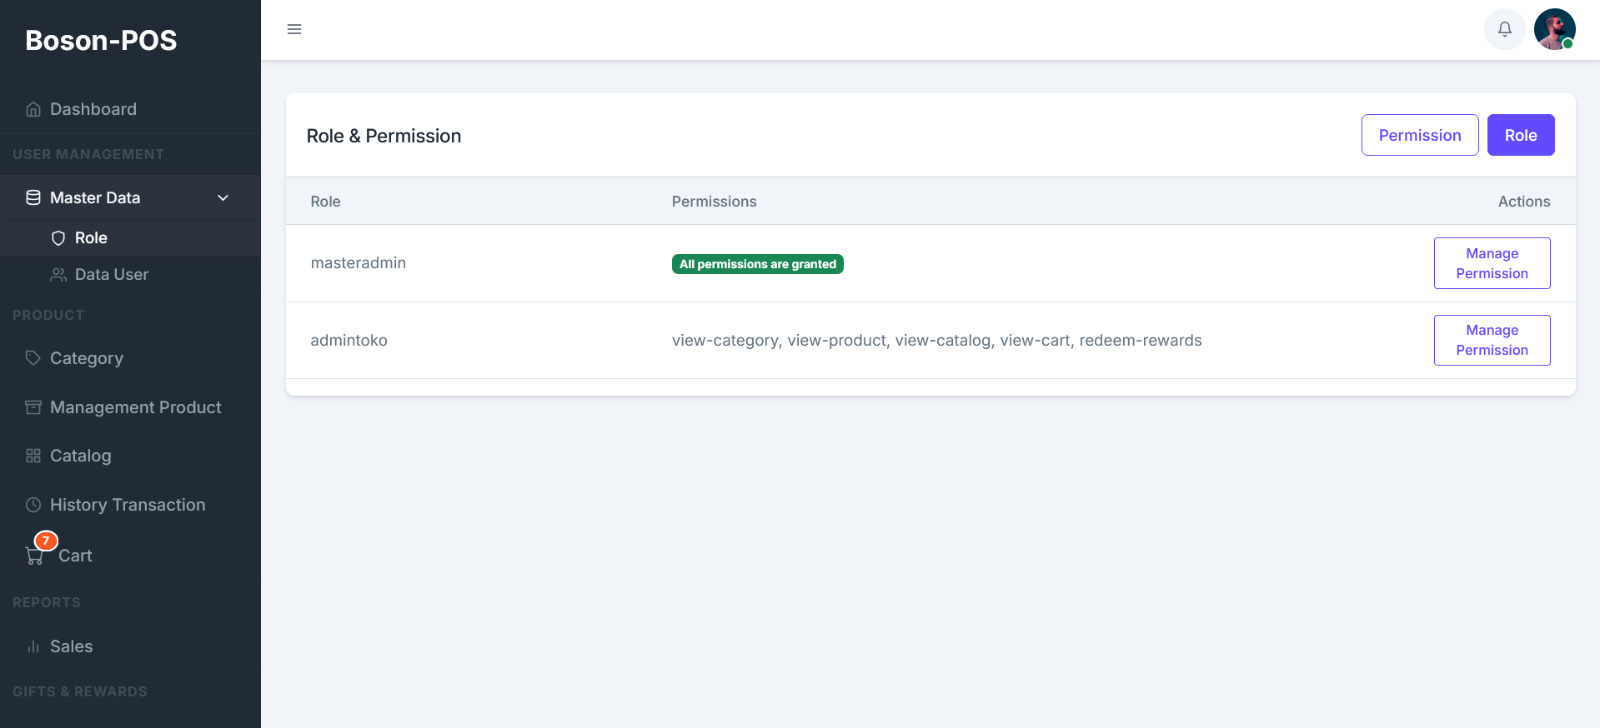 Boson-POS
Dashboard
USER MANAGEMENT
Master Data
Role
Data User
PRODUCT
Category
Management Product
Catalog
History Transaction
7
Cart
REPORTS
Sales
GIFTS & REWARDS
Role & Permission
Permission
Role
Role
Permissions
Actions
masteradmin
All permissions are granted
Manage
Permission
admintoko
view-category, view-product, view-catalog, view-cart, redeem-rewards
Manage
Permission